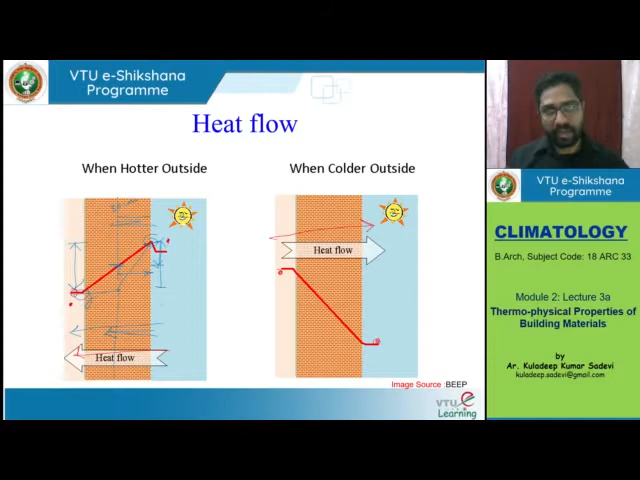 VTU e-Shikshana
Programme
Heat flow
When Hotter Outside
When Colder Outside
Heat flow
Heat flow
Image Source :BEEP
VTU e
Learning
VTU e-Shikshana
Programme
CLIMATOLOGY
B.Arch, Subject Code: 18 ARC 33
Module 2: Lecture 3a
Thermo-physical Properties of
Building Materials
by
Ar. Kuladeep Kumar Sadevi
kuladeep.sadevi@gmail.com